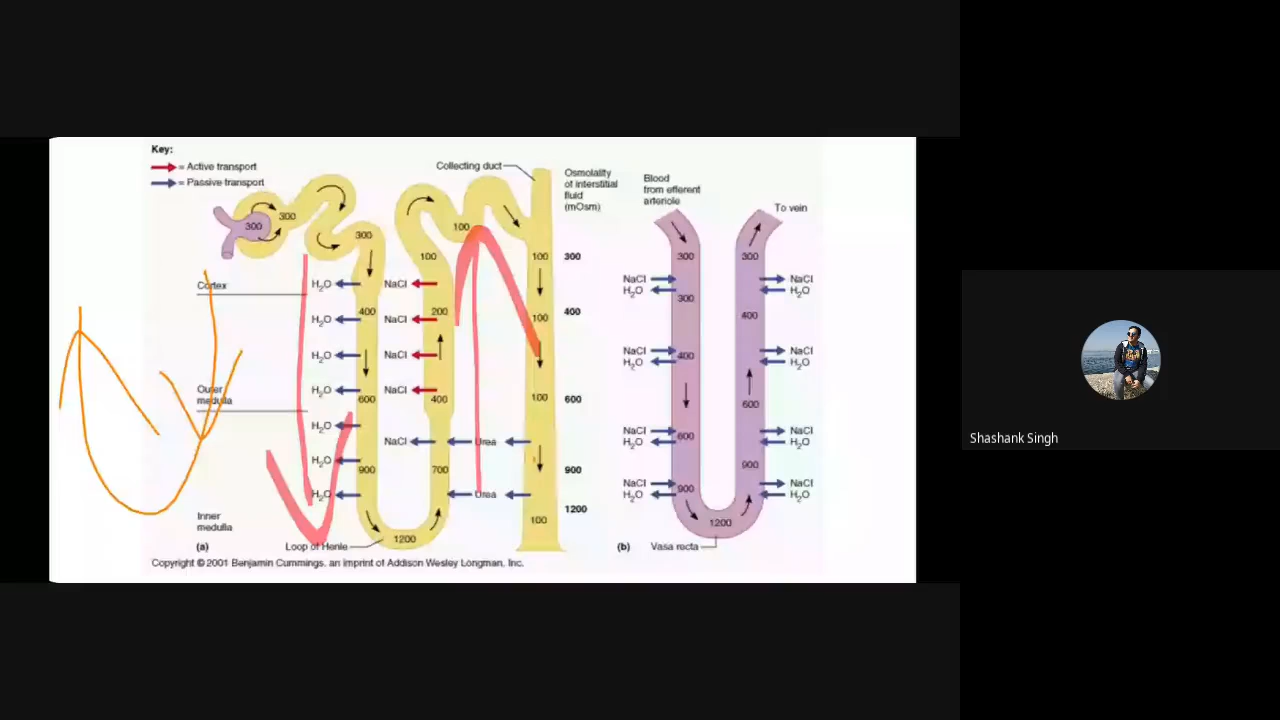 Key:
= Active transport
= Passive transport
Collecting duct
Osmolality
of interstitial
fluid
(mOsm)
Blood
from efferent
arteriole
To vein
300
300
300
100
100
100
300
300
300
Cortex
H2O
NaCl
NaCl
H2O
NaCl
H2O
400
200
100
400
300
400
H2O
NaCl
H2O
NaCl
NaCl
H2O
NaCl
H2O
400
Outer
medulla
H2O
NaCl
600
400
100
600
600
H2O
H2O
NaCl
Urea
NaCl
H2O
NaCl
H2O
600
900
700
900
900
H2O
H2O
Urea
NaCl
H2O
NaCl
H2O
900
1200
Inner
medulla
100
1200
1200
(a)
Loop of Henle
(b)
Vasa recta
Copyright © 2001 Benjamin Cummings, an imprint of Addison Wesley Longman, Inc.
Shashank Singh